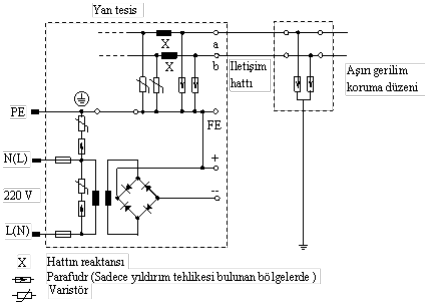 Yan tesis
X
a
X
b
İletişim
hattı
Aşırı gerilim
koruma düzeni
PE
FE
N(L)
+
220 V
--
L(N)
X Hattın reaktansı
Parafudr (Sadece yıldırım tehlikesi bulunan bölgelerde )
Varistör